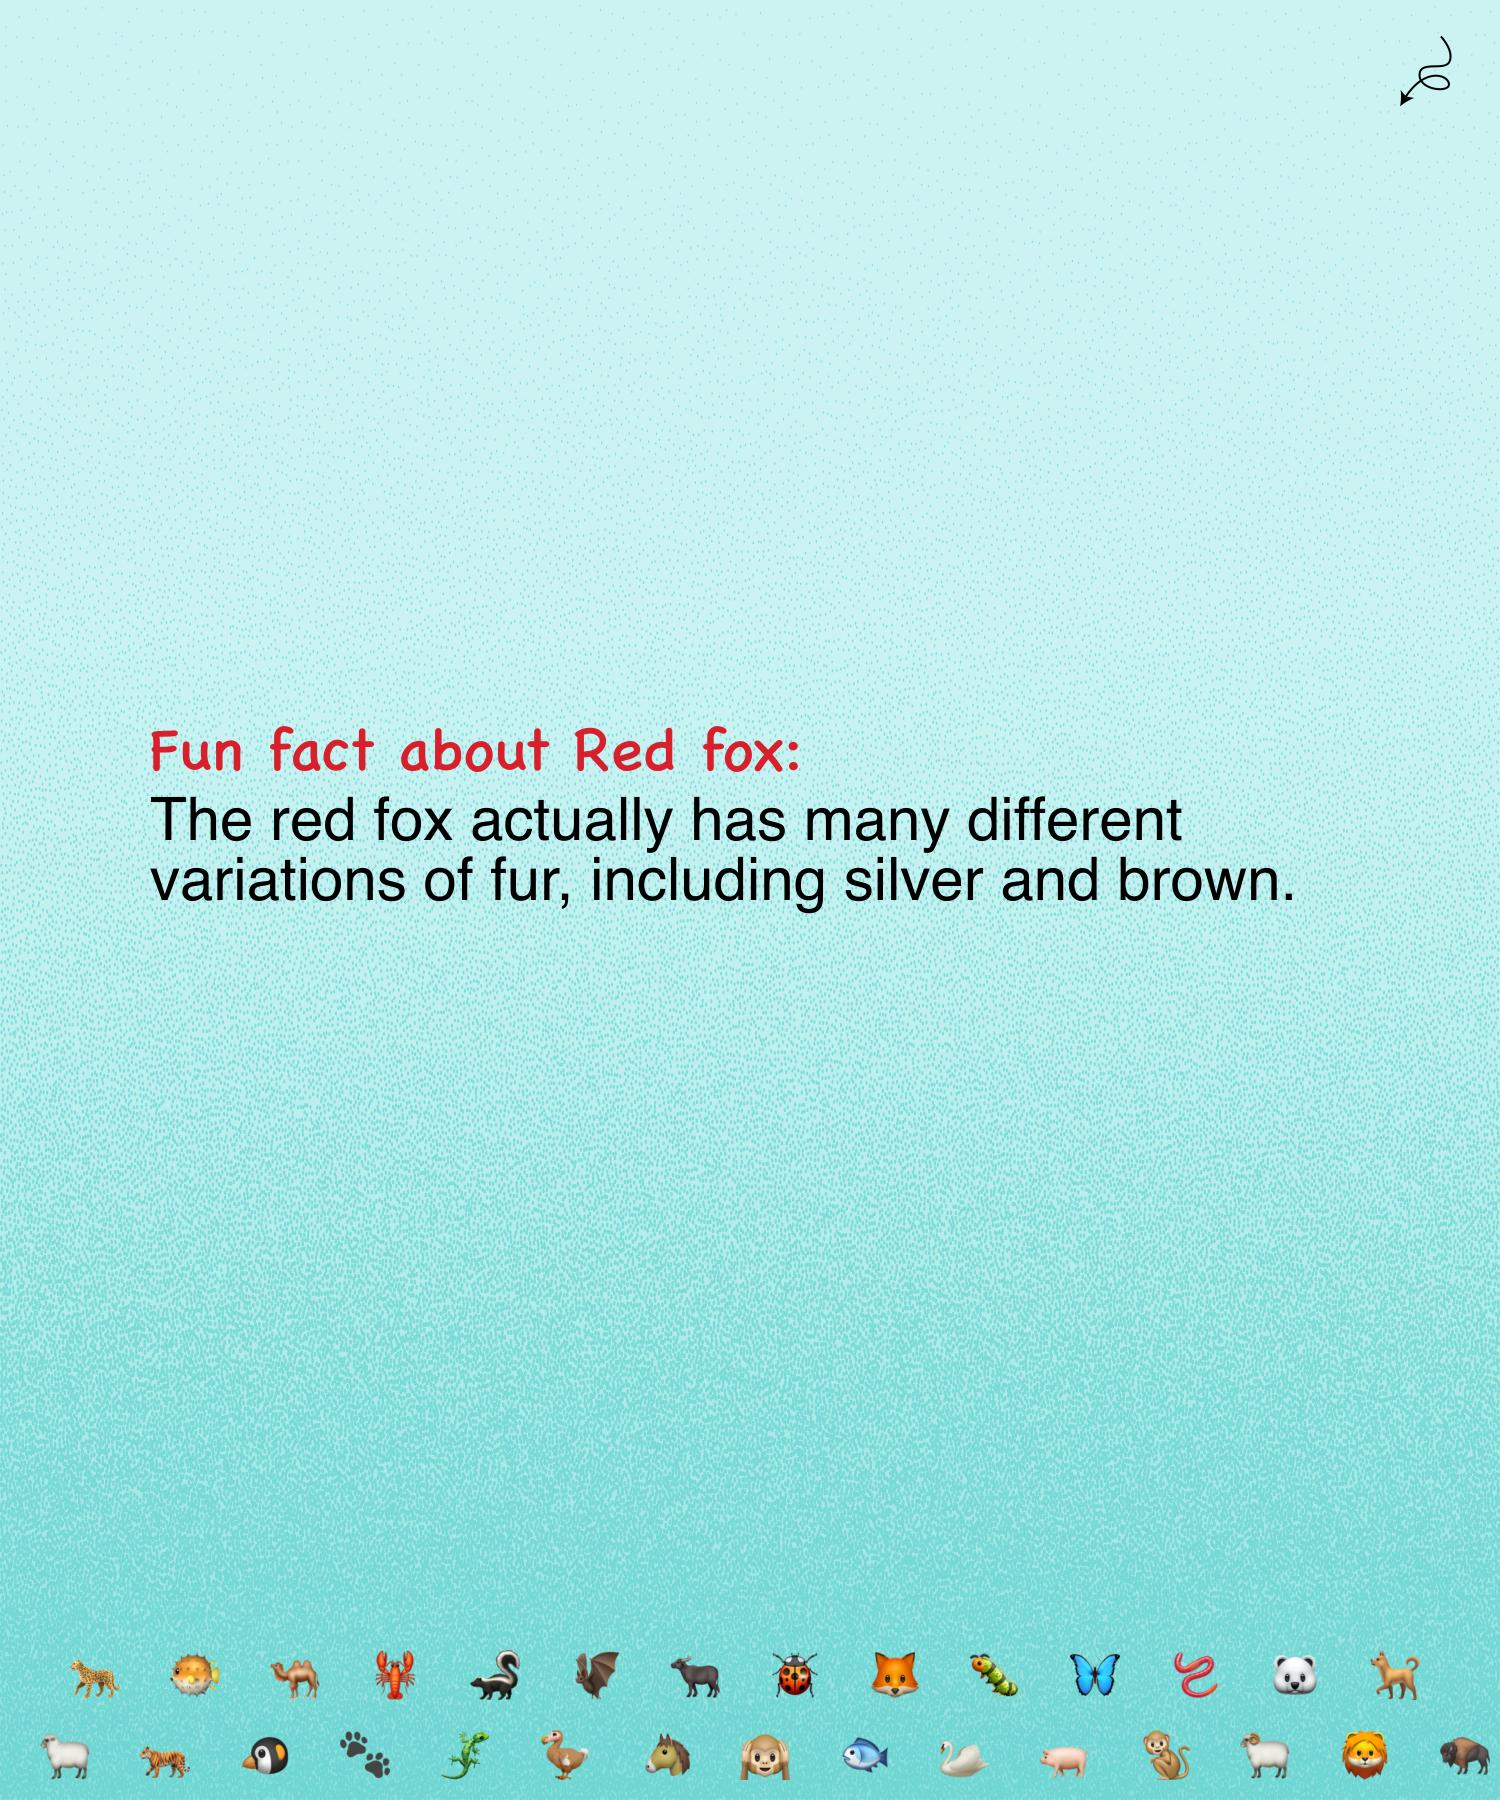 Fun fact about Red fox:
The red fox actually has many different
variations of fur, including silver and brown.